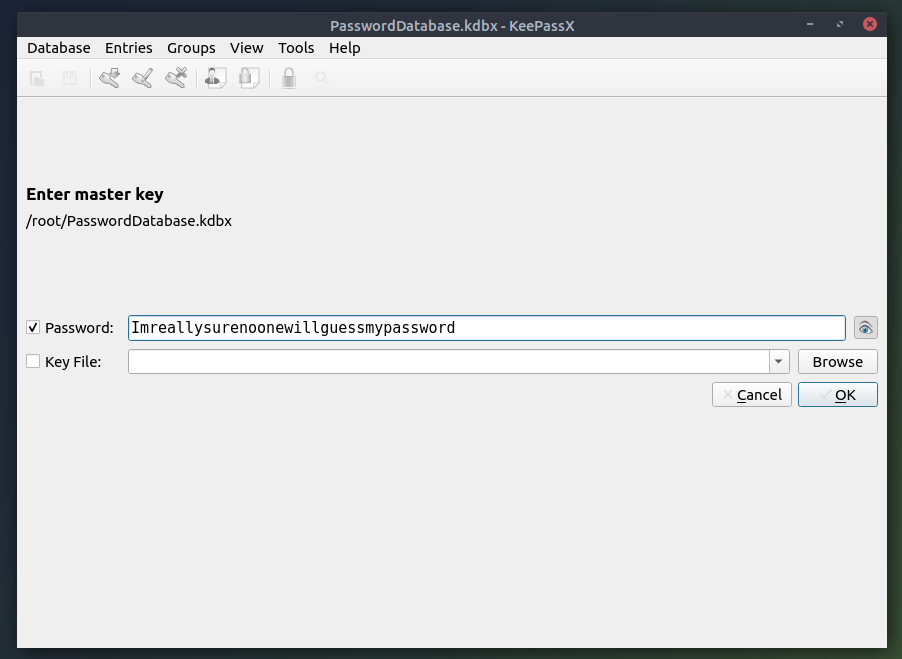 PasswordDatabase.kdbx - KeePassX
Database Entries Groups View Tools Help
Enter master key
/root/PasswordDatabase.kdbx
Password: Imreallysurenoonewillguessmypassword
Key File: Browse
Cancel OK